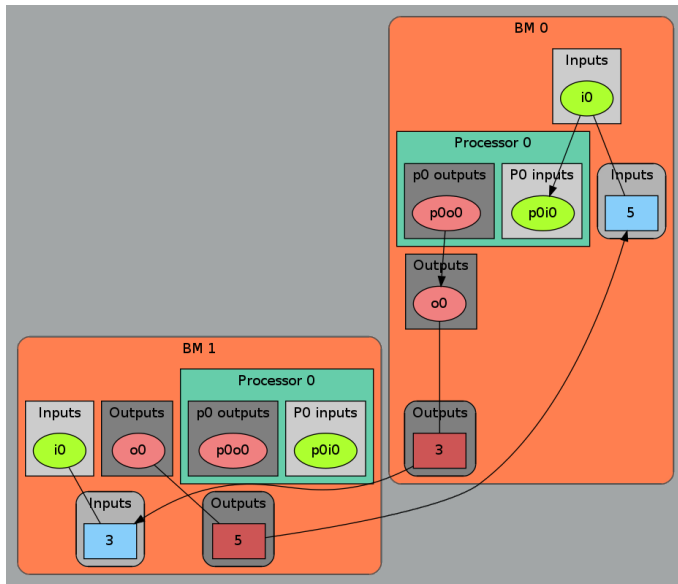 BM 0
Inputs
i0
Processor 0
p0 outputs
P0 inputs
Inputs
p0o0
p0i0
5
Outputs
o0
Outputs
3
BM 1
Processor 0
Inputs
Outputs
p0 outputs
P0 inputs
i0
o0
p0o0
p0i0
Inputs
Outputs
3
5